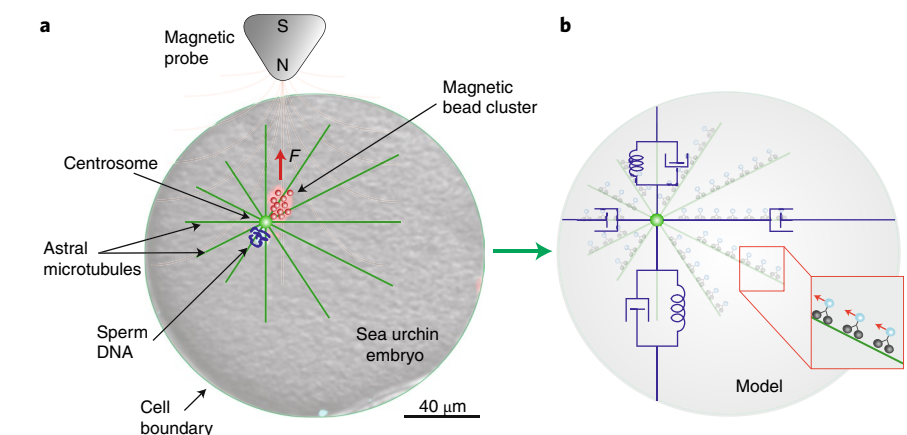 a
Magnetic
probe
S
N
Magnetic
bead cluster
F
Centrosome
Astral
microtubules
Sperm
DNA
Sea urchin
embryo
Cell
boundary
40 μm
b
Model